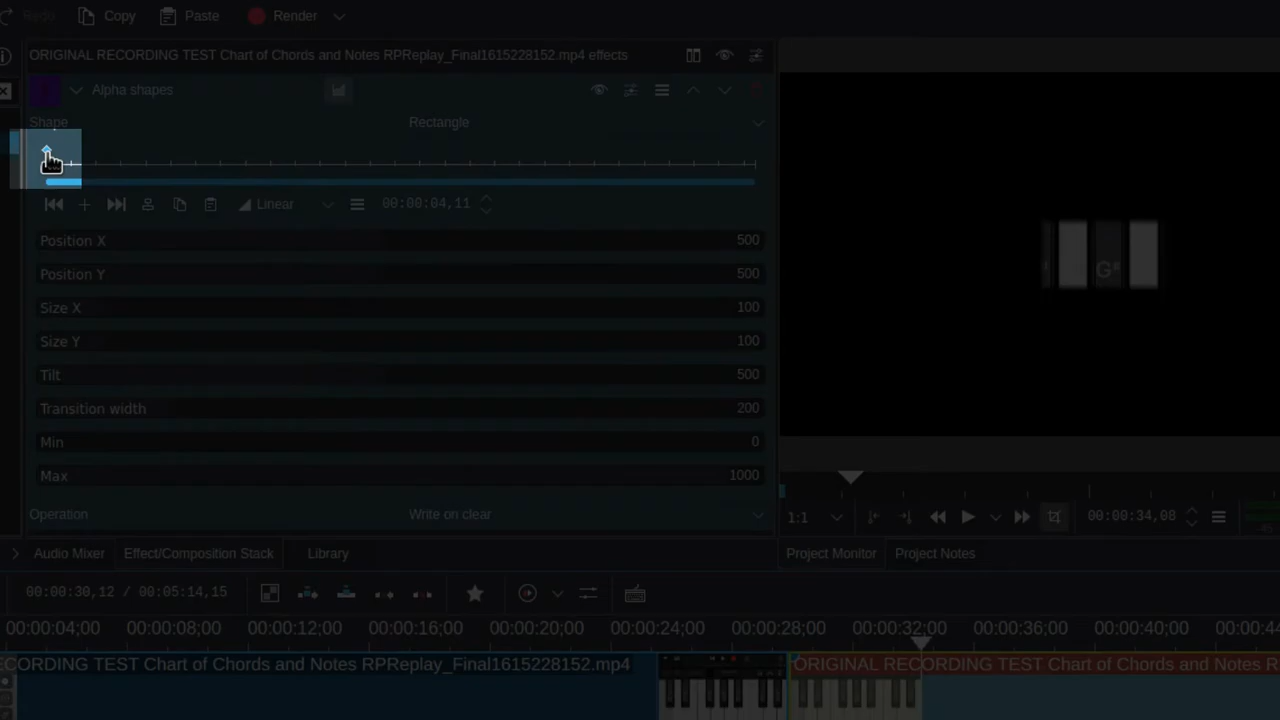 Redo Copy Paste Render
ORIGINAL RECORDING TEST Chart of Chords and Notes RPReplay_Final1615228152.mp4 effects
Alpha shapes
Shape Rectangle
Linear 00:00:04,11
Position X 500
Position Y 500
Size X 100
Size Y 100
Tilt 500
Transition width 200
Min 0
Max 1000
Operation Write on clear
G#
1:1 00:00:34,08
Audio Mixer Effect/Composition Stack Library Project Monitor Project Notes
00:00:30,12 / 00:05:14,15
00:00:04;00 00:00:08;00 00:00:12;00 00:00:16;00 00:00:20;00 00:00:24;00 00:00:28;00 00:00:32;00 00:00:36;00 00:00:40;00 00:00:44
CORDING TEST Chart of Chords and Notes RPReplay_Final1615228152.mp4 ORIGINAL RECORDING TEST Chart of Chords and Notes R